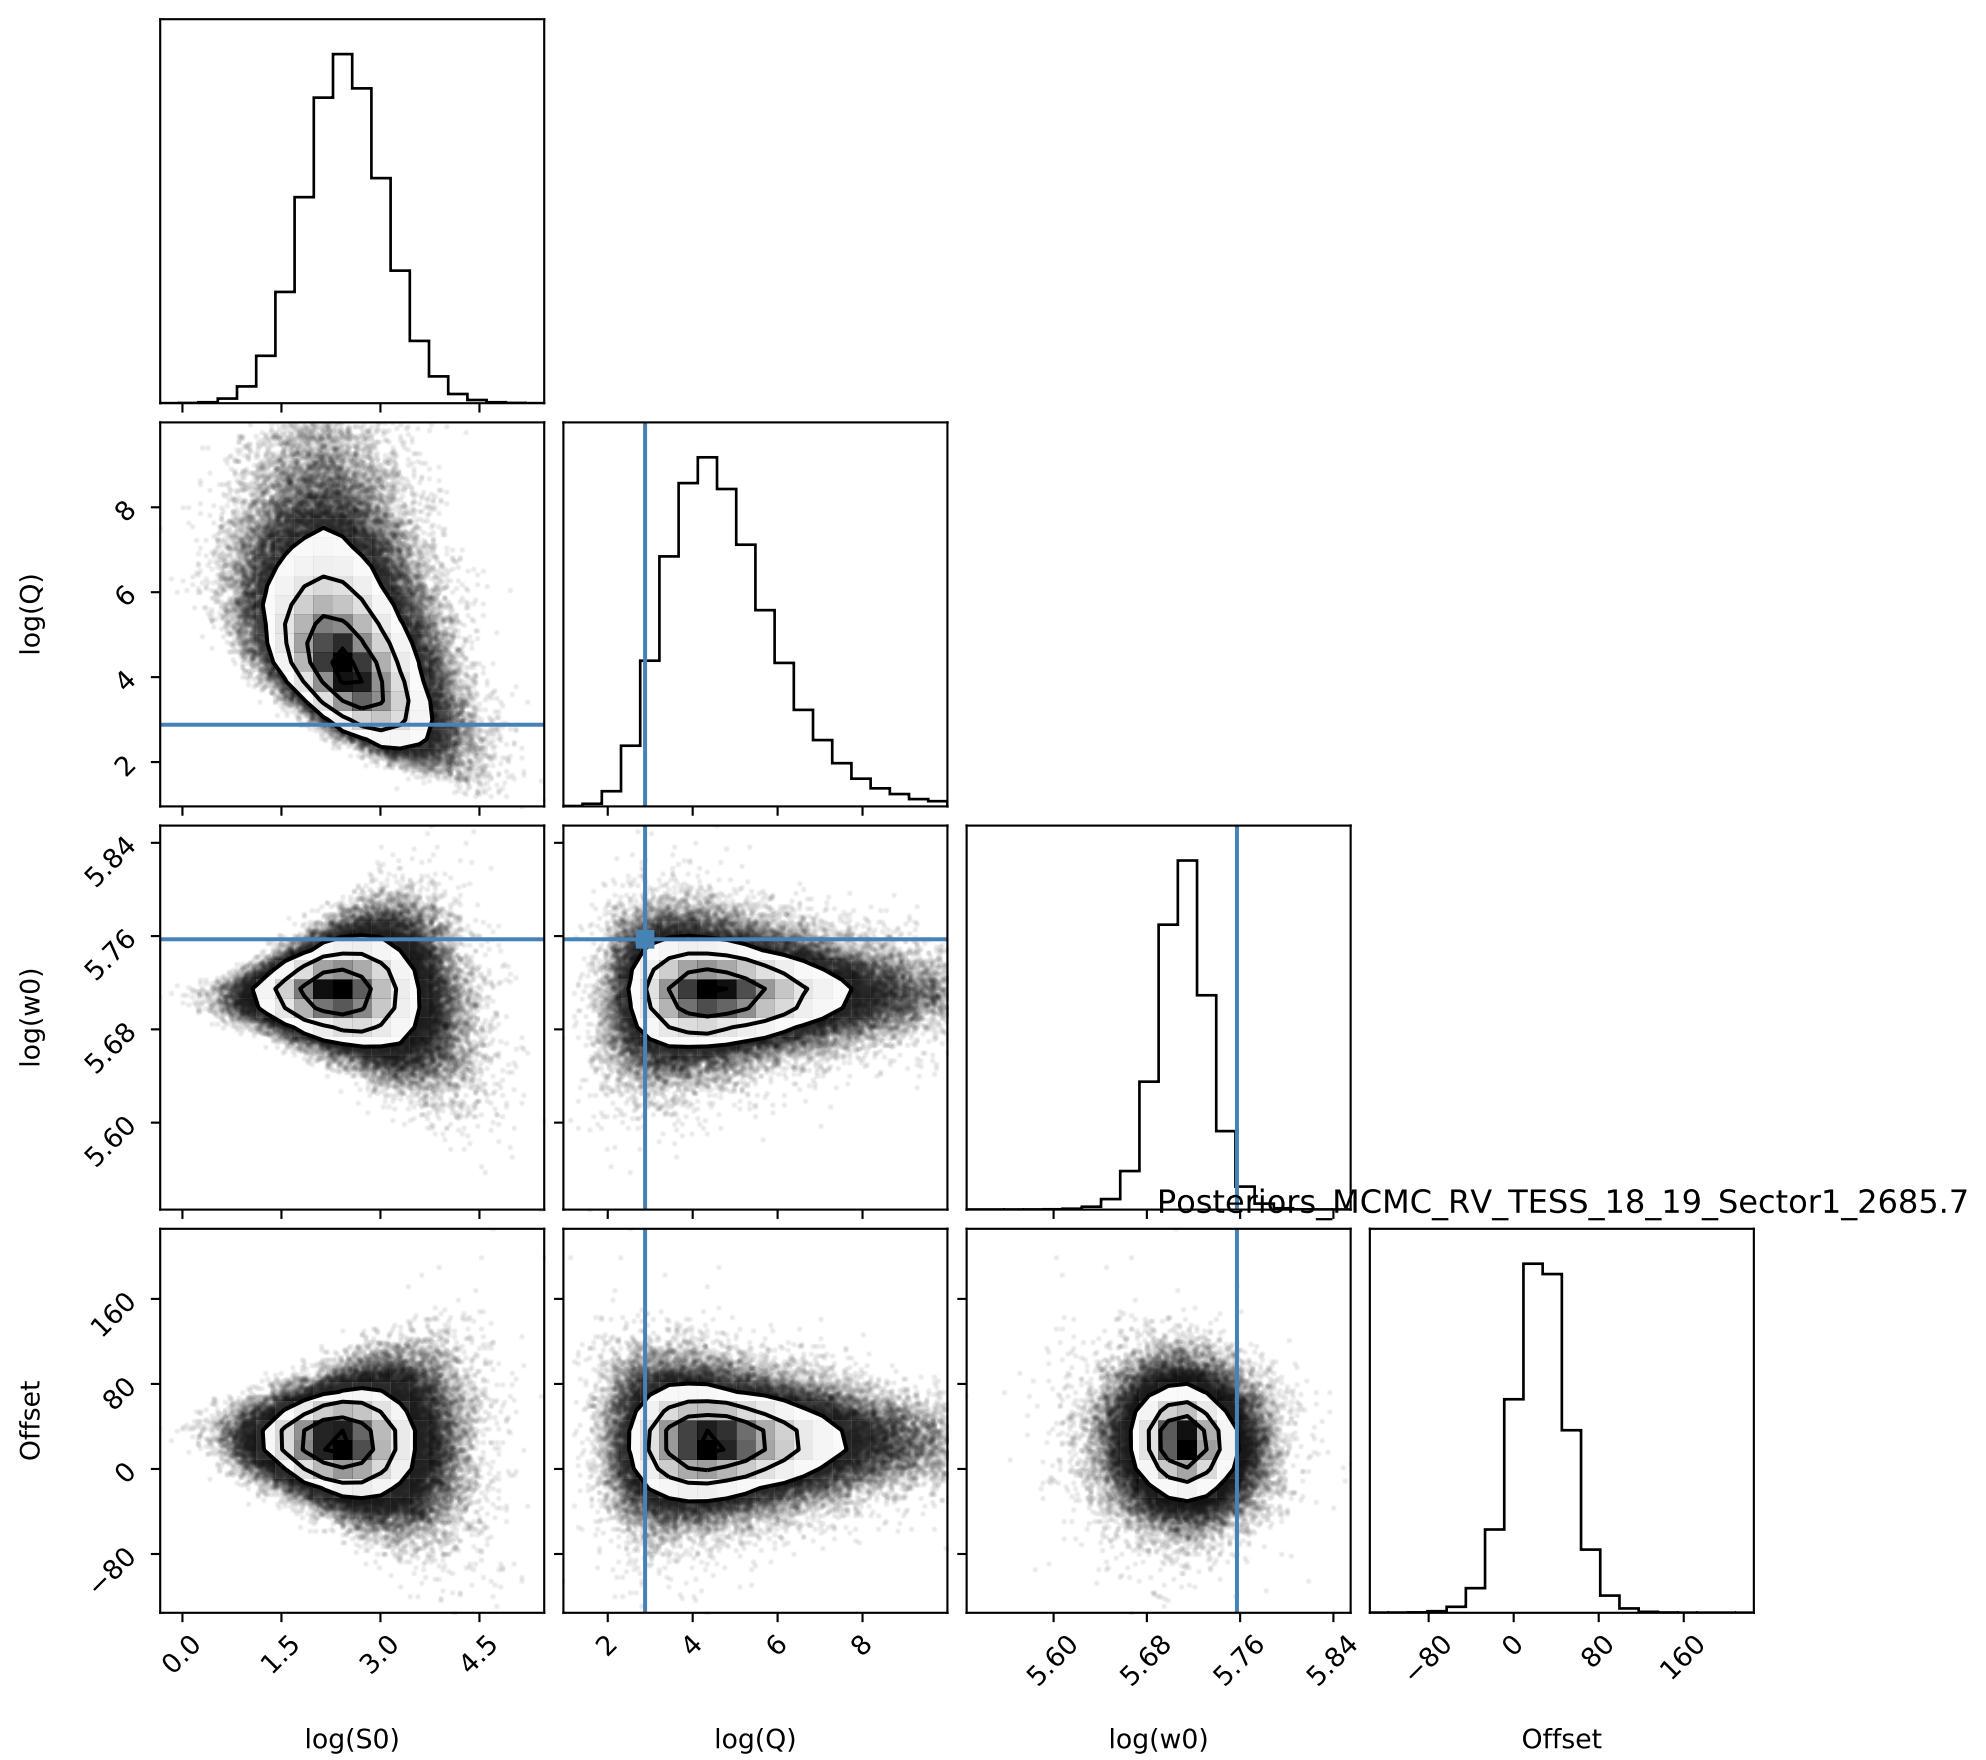 log(Q)
8
6
4
2
log(w0)
5.84
5.76
5.68
5.60
Posteriors_MCMC_RV_TESS_18_19_Sector1_2685.7
Offset
160
80
0
−80
0.0 1.5 3.0 4.5 2 4 6 8 5.60 5.68 5.76 5.84 −80 0 80 160
log(S0) log(Q) log(w0) Offset